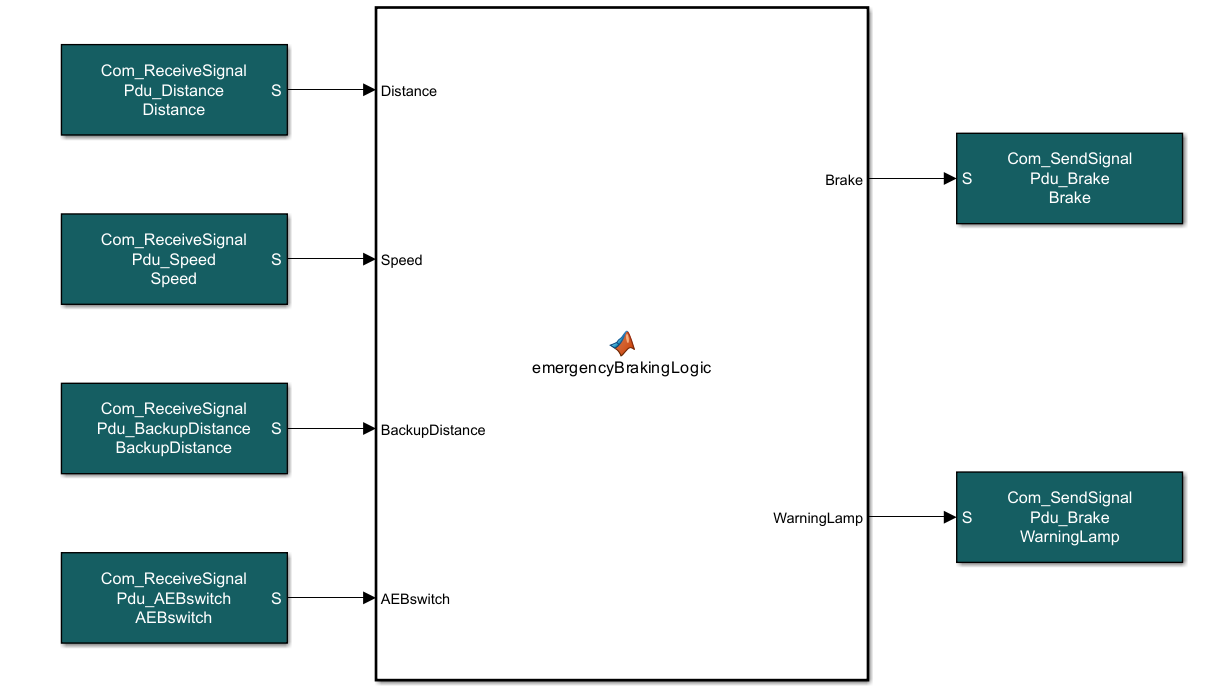 Com_ReceiveSignal
Pdu_Distance
Distance
S
Distance
Com_ReceiveSignal
Pdu_Speed
Speed
S
Speed
Com_ReceiveSignal
Pdu_BackupDistance
BackupDistance
S
BackupDistance
Com_ReceiveSignal
Pdu_AEBswitch
AEBswitch
S
AEBswitch
emergencyBrakingLogic
Brake
S
Com_SendSignal
Pdu_Brake
Brake
WarningLamp
S
Com_SendSignal
Pdu_Brake
WarningLamp